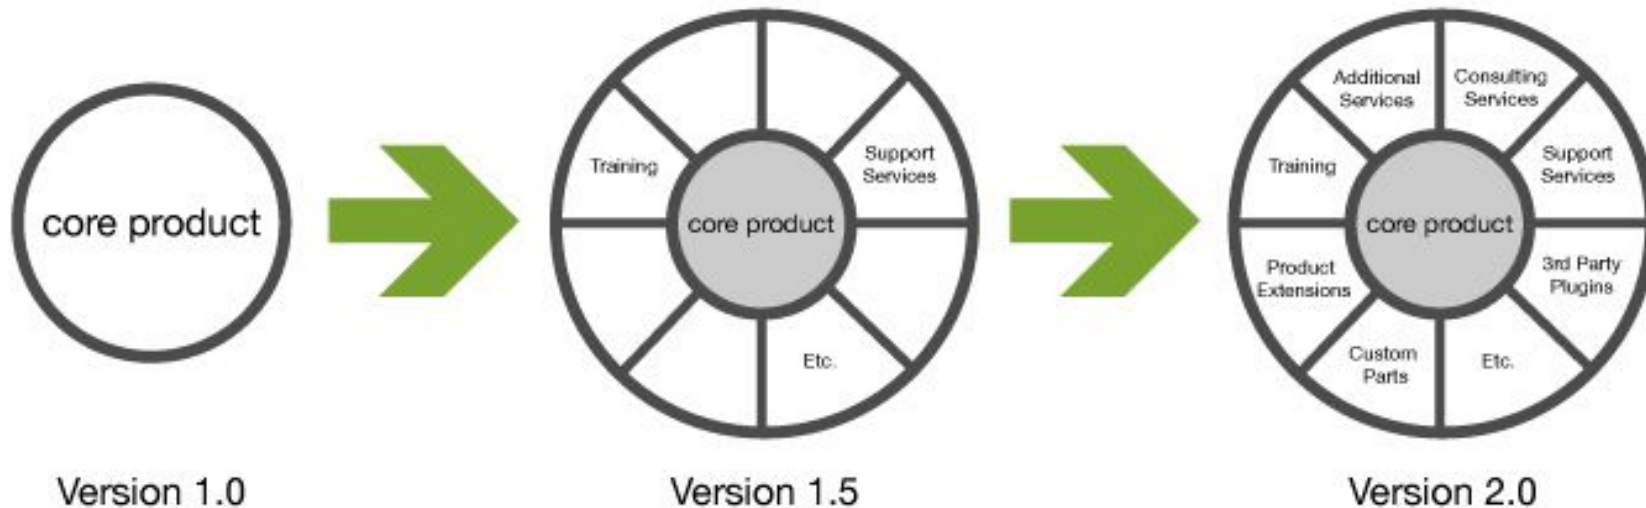 core product
Version 1.0
Training
Support
Services
core product
Etc.
Version 1.5
Additional
Services
Consulting
Services
Training
Support
Services
core product
Product
Extensions
3rd Party
Plugins
Custom
Parts
Etc.
Version 2.0